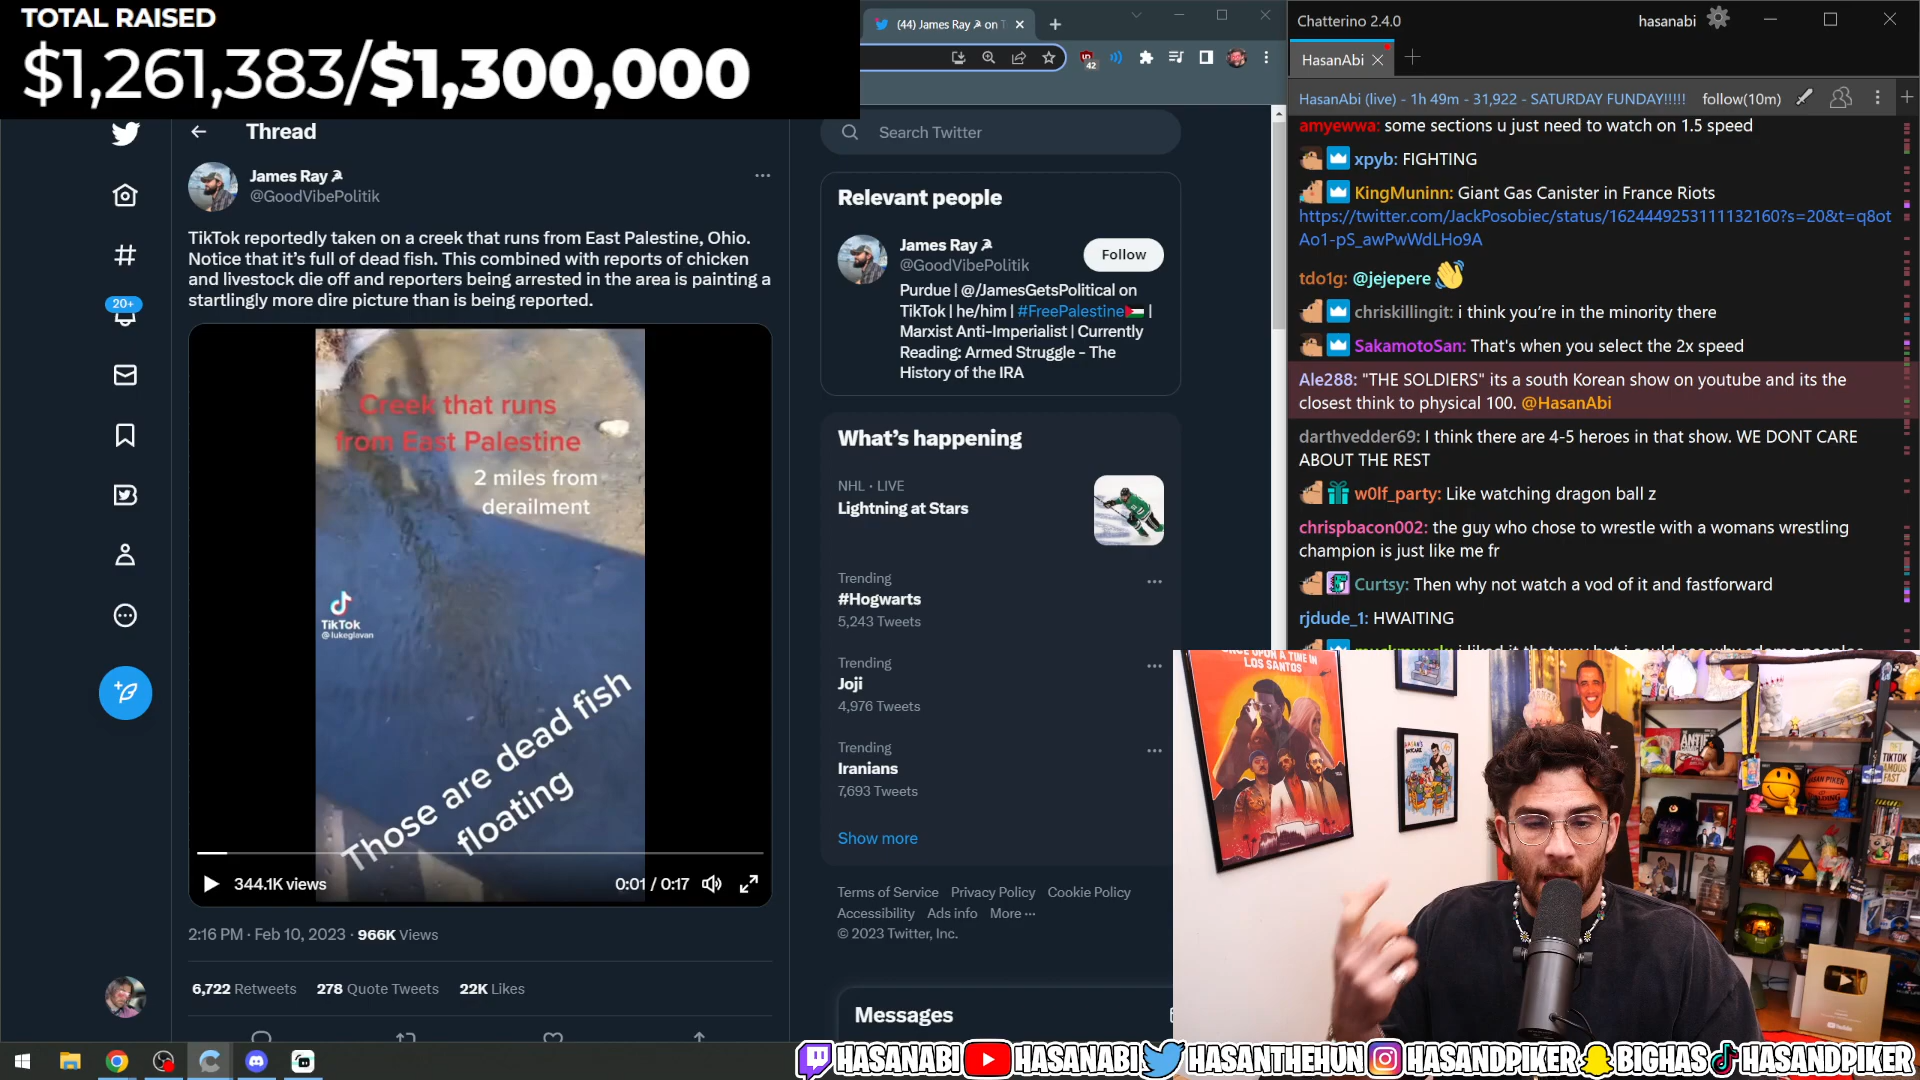 TOTAL RAISED
$1,261,383/$1,300,000
(44) James Ray on T
42
Thread
James Ray
@GoodVibePolitik
TikTok reportedly taken on a creek that runs from East Palestine, Ohio.
Notice that it's full of dead fish. This combined with reports of chicken
and livestock die off and reporters being arrested in the area is painting a
startlingly more dire picture than is being reported.
20+
Creek that runs
from East Palestine
2 miles from
derailment
TikTok
@lukeglavan
Those are dead fish
floating
344.1K views
0:01 / 0:17
2:16 PM · Feb 10, 2023 · 966K Views
6,722 Retweets 278 Quote Tweets 22K Likes
Search Twitter
Relevant people
James Ray
@GoodVibePolitik
Follow
Purdue | @/JamesGetsPolitical on
TikTok | he/him | #FreePalestine |
Marxist Anti-Imperialist | Currently
Reading: Armed Struggle - The
History of the IRA
What's happening
NHL · LIVE
Lightning at Stars
Trending
#Hogwarts
5,243 Tweets
Trending
Joji
4,976 Tweets
Trending
Iranians
7,693 Tweets
Show more
Terms of Service Privacy Policy Cookie Policy
Accessibility Ads info More
© 2023 Twitter, Inc.
Messages
Chatterino 2.4.0
hasanabi
HasanAbi
HasanAbi (live) - 1h 49m - 31,922 - SATURDAY FUNDAY!!!!! follow(10m)
amyewwa: some sections u just need to watch on 1.5 speed
xpyb: FIGHTING
KingMuninn: Giant Gas Canister in France Riots
https://twitter.com/JackPosobiec/status/1624449253111132160?s=20&t=q8ot
Ao1-pS_awPwWdLHo9A
tdo1g: @jejepere
chriskillingit: i think you're in the minority there
SakamotoSan: That's when you select the 2x speed
Ale288: "THE SOLDIERS" its a south Korean show on youtube and its the
closest think to physical 100. @HasanAbi
darthvedder69: I think there are 4-5 heroes in that show. WE DONT CARE
ABOUT THE REST
w0lf_party: Like watching dragon ball z
chrispbacon002: the guy who chose to wrestle with a womans wrestling
champion is just like me fr
Curtsy: Then why not watch a vod of it and fastforward
rjdude_1: HWAITING
ONCE UPON A TIME IN
LOS SANTOS
TIKTOK
FAMOUS
FAST
HASANABI HASANABI HASANTHEHUN HASANDPIKER BIGHAS HASANDPIKER